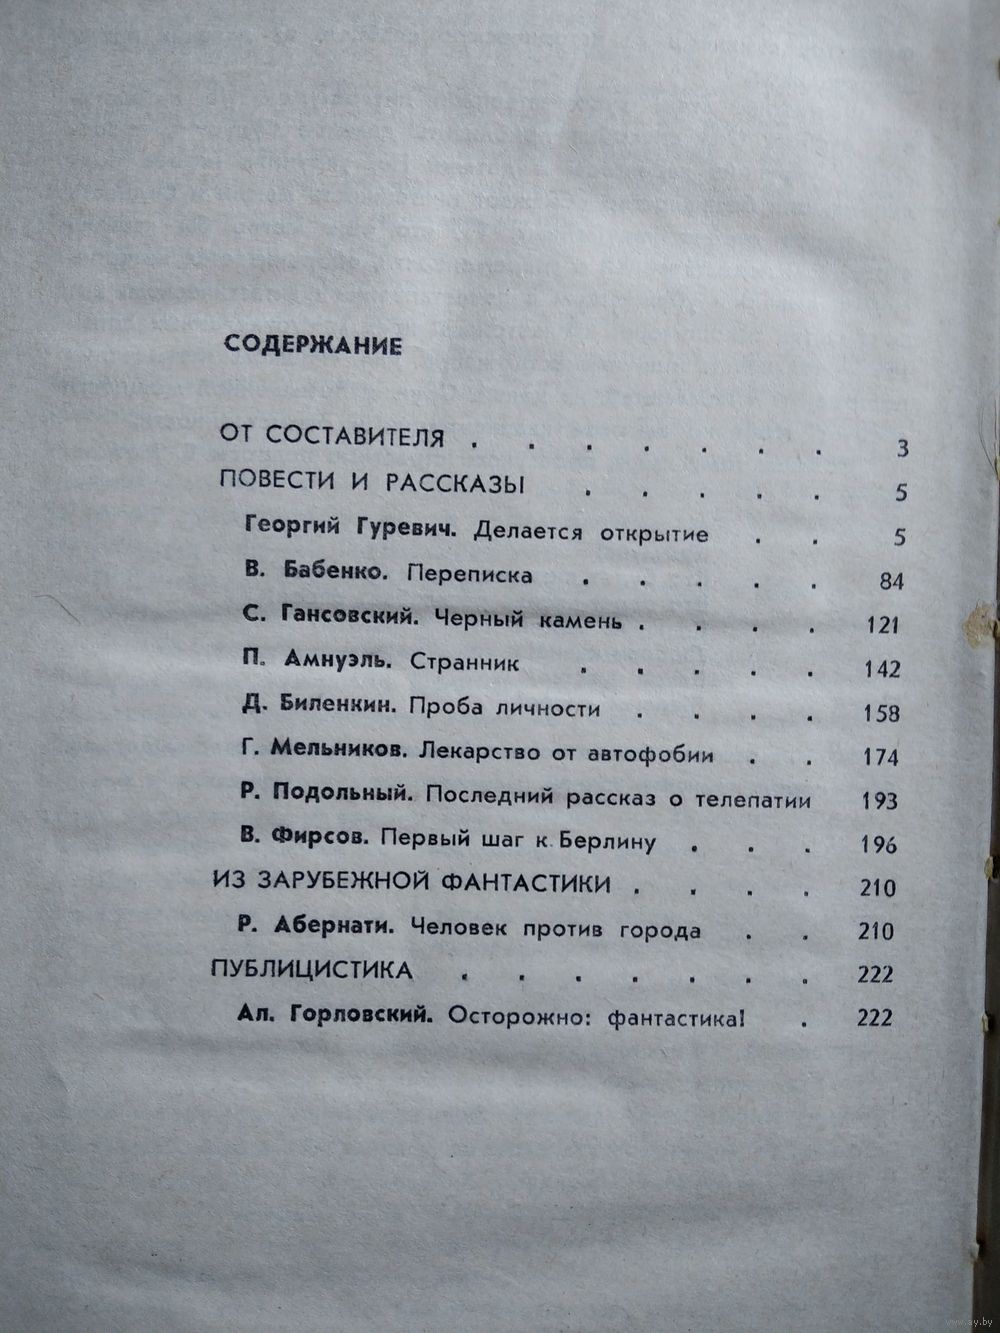 СОДЕРЖАНИЕ
ОТ СОСТАВИТЕЛЯ . . . . . . . 3
ПОВЕСТИ И РАССКАЗЫ . . . . . 5
Георгий Гуревич. Делается открытие . . 5
В. Бабенко. Переписка . . . . . 84
С. Гансовский. Черный камень . . . . 121
П. Амнуэль. Странник . . . . . 142
Д. Биленкин. Проба личности . . . . 158
Г. Мельников. Лекарство от автофобии . . 174
Р. Подольный. Последний рассказ о телепатии 193
В. Фирсов. Первый шаг к Берлину . . . 196
ИЗ ЗАРУБЕЖНОЙ ФАНТАСТИКИ . . . . 210
Р. Абернати. Человек против города . . 210
ПУБЛИЦИСТИКА . . . . . . . 222
Ал. Горловский. Осторожно: фантастика! . 222
www.ay.by